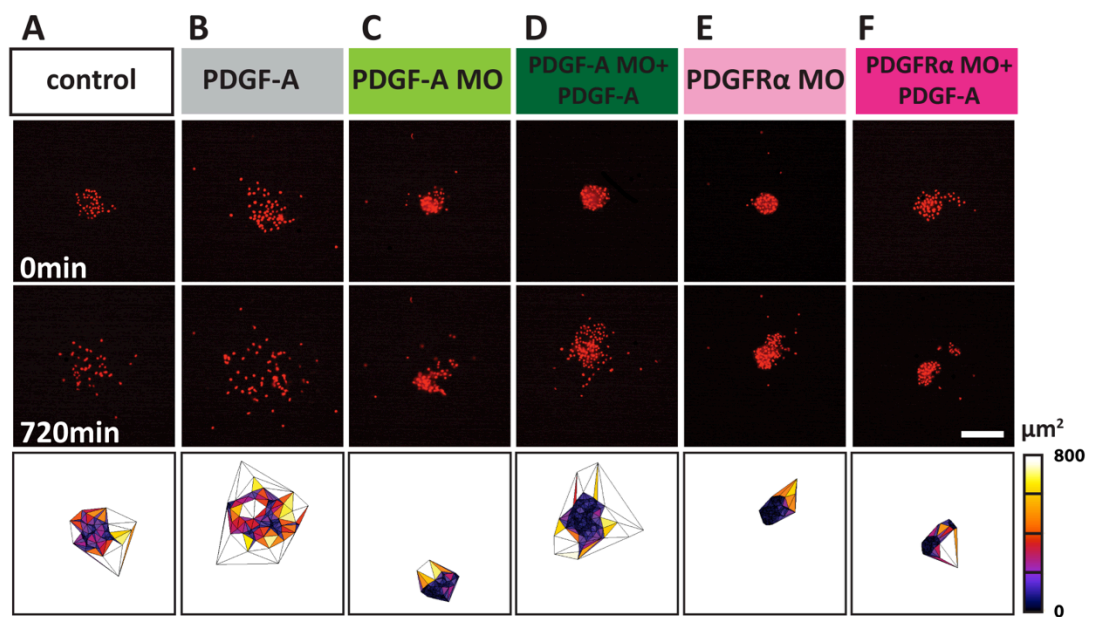 A
B
C
D
E
F
control
PDGF-A
PDGF-A MO
PDGF-A MO+
PDGF-A
PDGFRα MO
PDGFRα MO+
PDGF-A
0min
720min
μm²
800
0